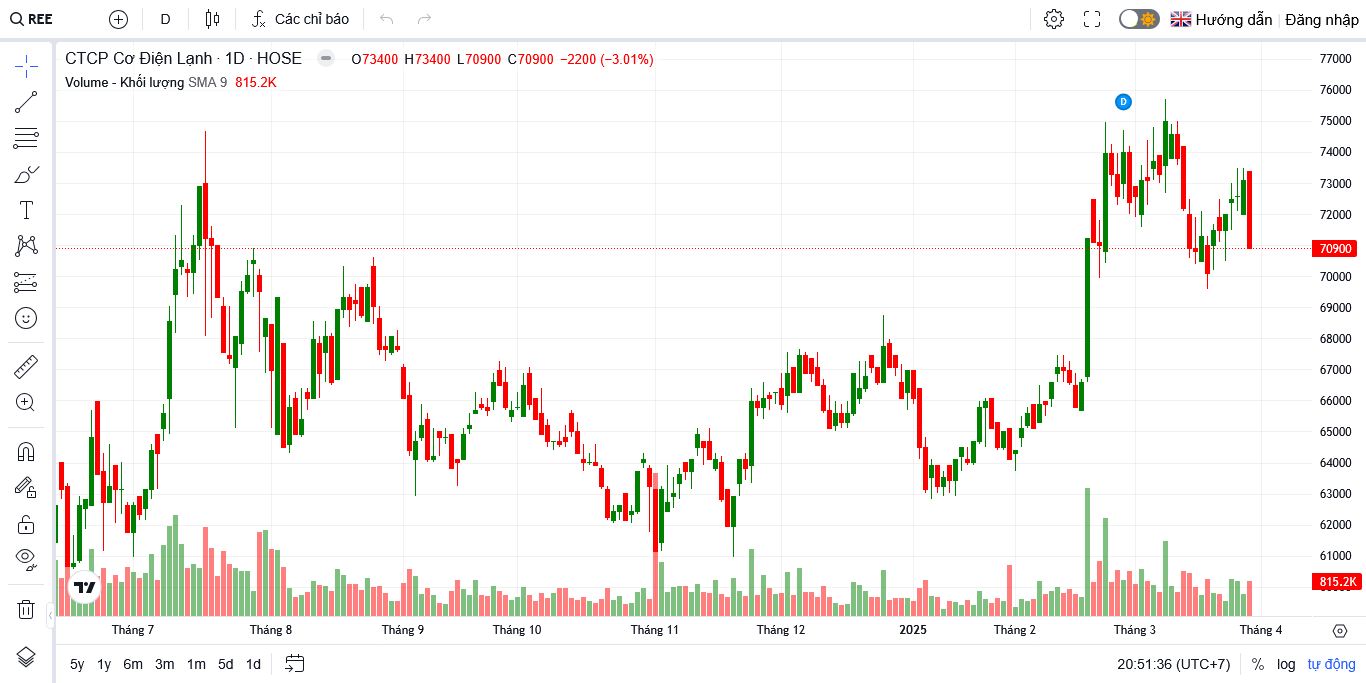 REE D Các chỉ báo Hướng dẫn Đăng nhập
CTCP Cơ Điện Lạnh · 1D · HOSE O73400 H73400 L70900 C70900 −2200 (−3.01%)
Volume - Khối lượng SMA 9 815.2K
77000
76000
D
75000
74000
73000
72000
70900
70000
69000
68000
67000
66000
65000
64000
63000
62000
61000
815.2K
Tháng 7 Tháng 8 Tháng 9 Tháng 10 Tháng 11 Tháng 12 2025 Tháng 2 Tháng 3 Tháng 4
5y 1y 6m 3m 1m 5d 1d 20:51:36 (UTC+7) % log tự động